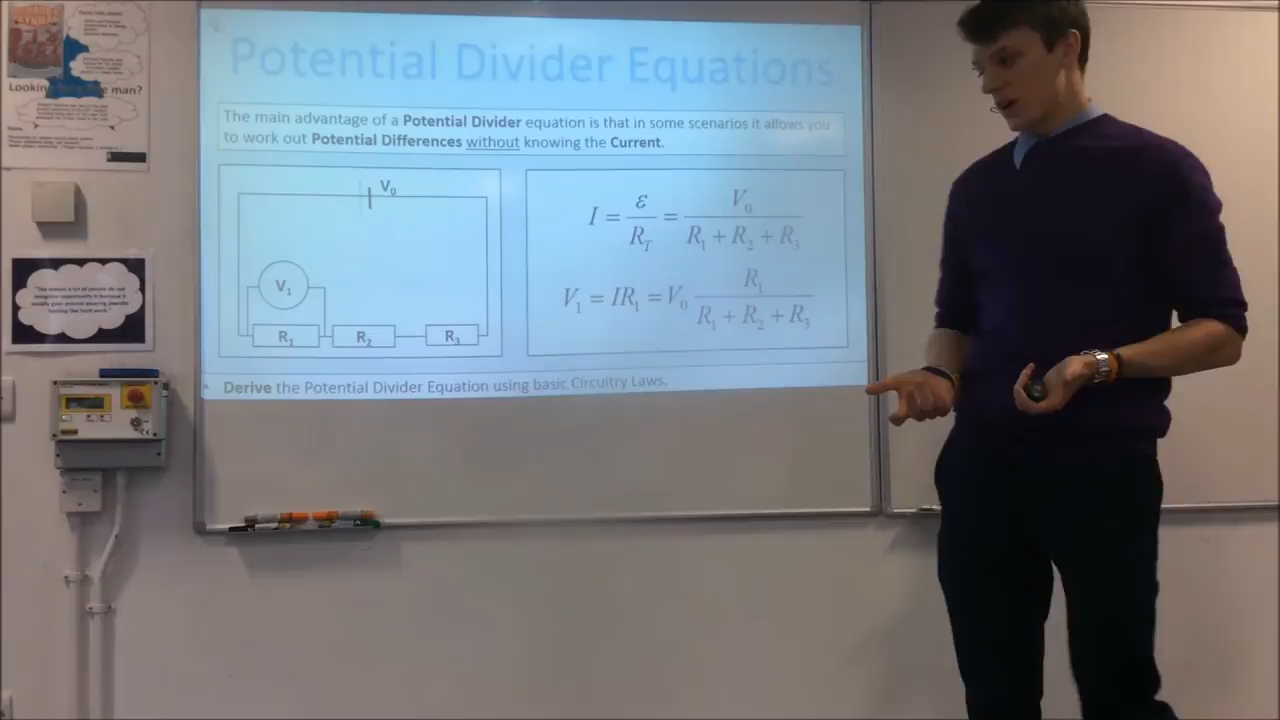 Potential Divider Equations
The main advantage of a Potential Divider equation is that in some scenarios it allows you
to work out Potential Differences without knowing the Current.
V₀
V₁
R₁ R₂ R₃
I = ε / R_T = V₀ / (R₁ + R₂ + R₃)
V₁ = IR₁ = V₀ R₁ / (R₁ + R₂ + R₃)
Derive the Potential Divider Equation using basic Circuitry Laws.
man?